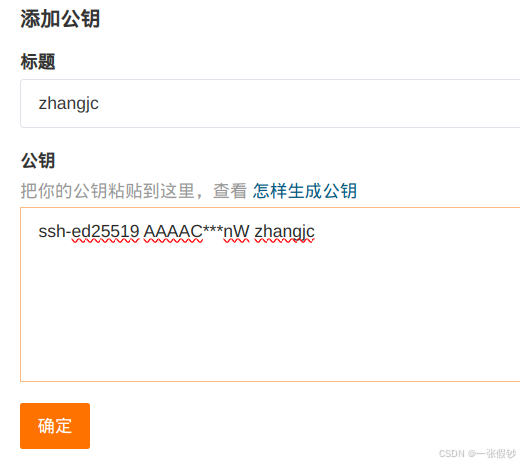 添加公钥
标题
zhangjc
公钥
把你的公钥粘贴到这里，查看 怎样生成公钥
ssh-ed25519 AAAAC***nW zhangjc
确定
CSDN @一张假钞